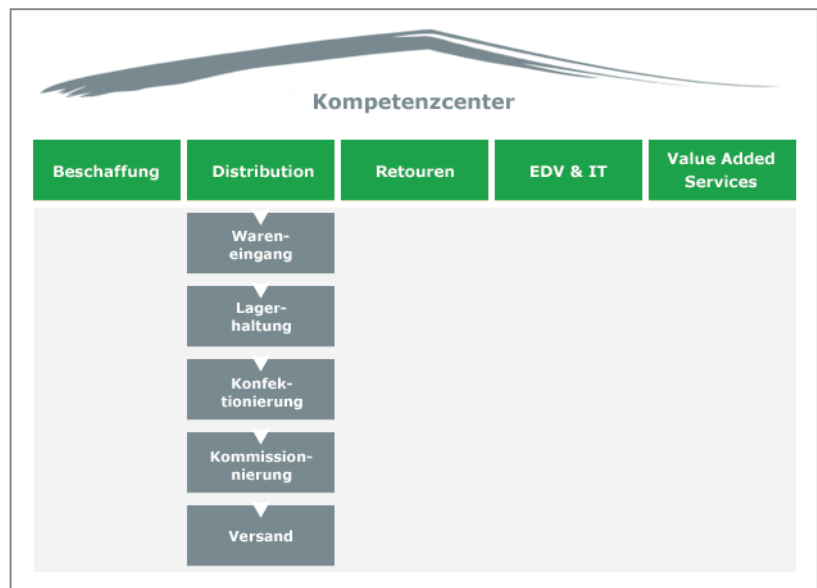 Kompetenzcenter
Beschaffung
Distribution
Retouren
EDV & IT
Value Added
Services
Waren-
eingang
Lager-
haltung
Konfek-
tionierung
Kommission-
nierung
Versand